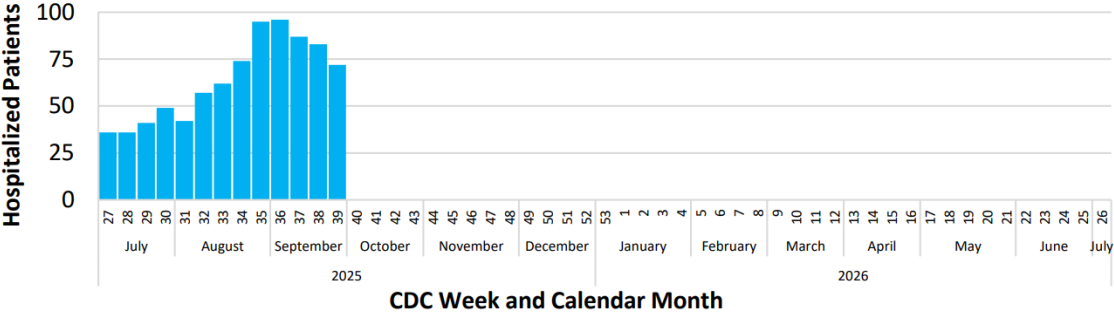 Hospitalized Patients
100
75
50
25
0
27 28 29 30 31 32 33 34 35 36 37 38 39 40 41 42 43 44 45 46 47 48 49 50 51 52 53 1 2 3 4 5 6 7 8 9 10 11 12 13 14 15 16 17 18 19 20 21 22 23 24 25 26
July August September October November December January February March April May June July
2025 2026
CDC Week and Calendar Month